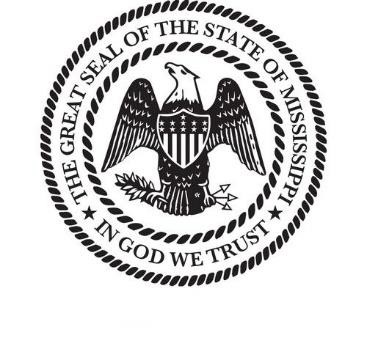 THE GREAT SEAL OF THE STATE OF MISSISSIPPI
IN GOD WE TRUST